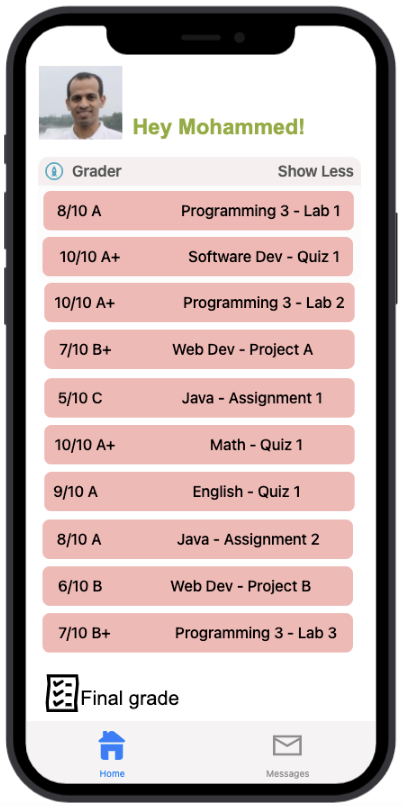 Hey Mohammed!
Grader Show Less
8/10 A Programming 3 - Lab 1
10/10 A+ Software Dev - Quiz 1
10/10 A+ Programming 3 - Lab 2
7/10 B+ Web Dev - Project A
5/10 C Java - Assignment 1
10/10 A+ Math - Quiz 1
9/10 A English - Quiz 1
8/10 A Java - Assignment 2
6/10 B Web Dev - Project B
7/10 B+ Programming 3 - Lab 3
Final grade
Home Messages